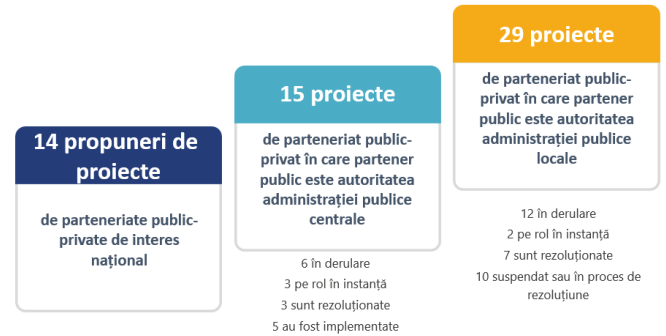 14 propuneri de
proiecte
de parteneriate public-
private de interes
național
15 proiecte
de parteneriat public-
privat în care partener
public este autoritatea
administrației publice
centrale
6 în derulare
3 pe rol în instanță
3 sunt rezoluționate
5 au fost implementate
29 proiecte
de parteneriat public-
privat în care partener
public este autoritatea
administrației publice
locale
12 în derulare
2 pe rol în instanță
7 sunt rezoluționate
10 suspendat sau în proces de
rezoluțiune